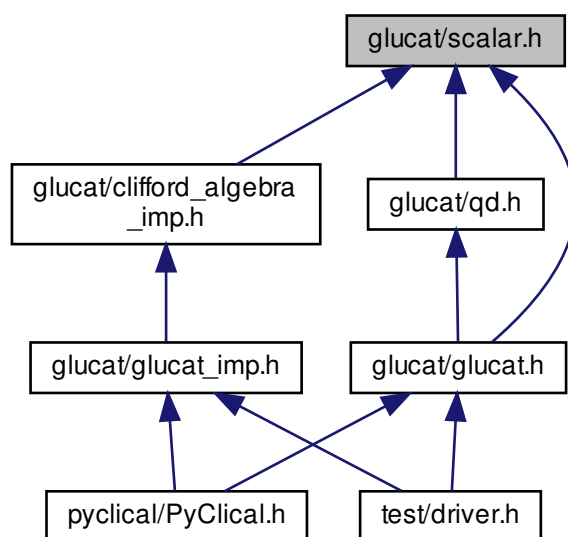 glucat/scalar.h
glucat/clifford_algebra
_imp.h
glucat/qd.h
glucat/glucat_imp.h
glucat/glucat.h
pyclical/PyClical.h
test/driver.h